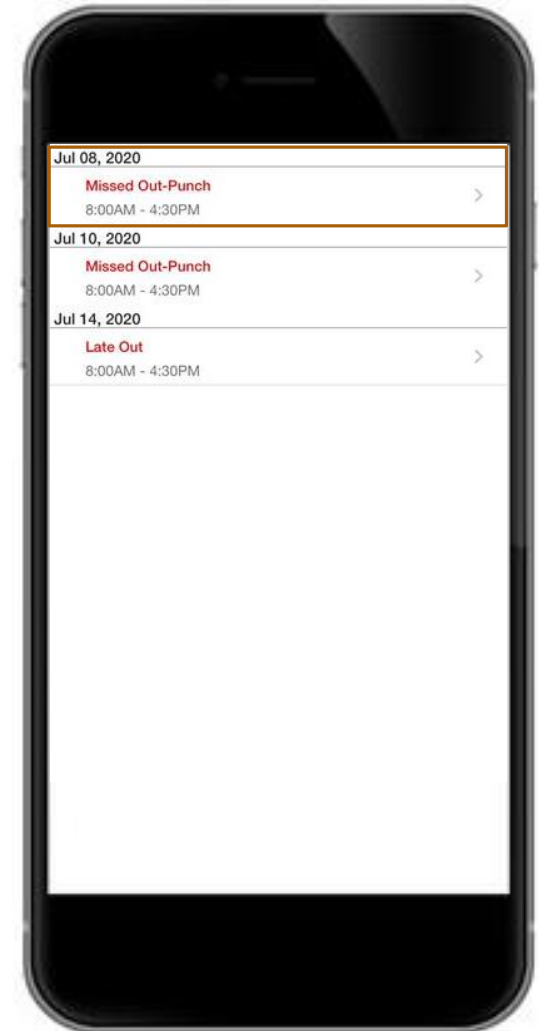 Jul 08, 2020
Missed Out-Punch
8:00AM - 4:30PM
Jul 10, 2020
Missed Out-Punch
8:00AM - 4:30PM
Jul 14, 2020
Late Out
8:00AM - 4:30PM